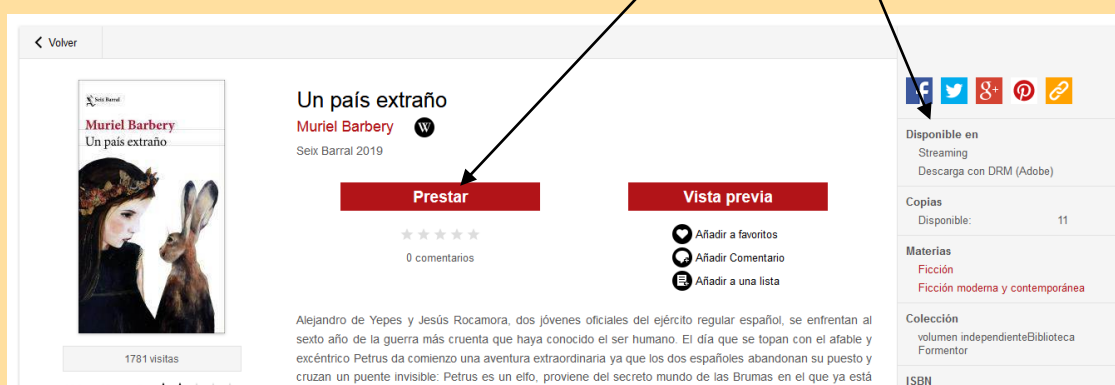 Volver
Seix Barral
Muriel Barbery
Un país extraño
Un país extraño
Muriel Barbery W
Seix Barral 2019
Prestar
0 comentarios
Vista previa
Añadir a favoritos
Añadir Comentario
Añadir a una lista
Alejandro de Yepes y Jesús Rocamora, dos jóvenes oficiales del ejército regular español, se enfrentan al
sexto año de la guerra más cruenta que haya conocido el ser humano. El día que se topan con el afable y
excéntrico Petrus da comienzo una aventura extraordinaria ya que los dos españoles abandonan su puesto y
cruzan un puente invisible: Petrus es un elfo, proviene del secreto mundo de las Brumas en el que ya está
1781 visitas
Disponible en
Streaming
Descarga con DRM (Adobe)
Copias
Disponible: 11
Materias
Ficción
Ficción moderna y contemporánea
Colección
volumen independienteBiblioteca
Formentor
ISBN